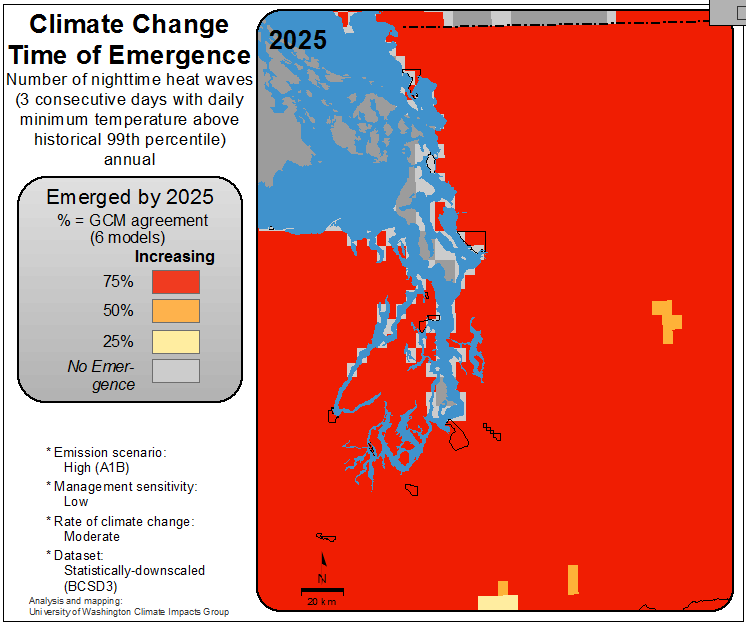 Climate Change
Time of Emergence
Number of nighttime heat waves
(3 consecutive days with daily
minimum temperature above
historical 99th percentile)
annual
Emerged by 2025
% = GCM agreement
(6 models)
Increasing
75%
50%
25%
No Emer-
gence
* Emission scenario:
High (A1B)
* Management sensitivity:
Low
* Rate of climate change:
Moderate
* Dataset:
Statistically-downscaled
(BCSD3)
Analysis and mapping:
University of Washington Climate Impacts Group
2025
N
20 km